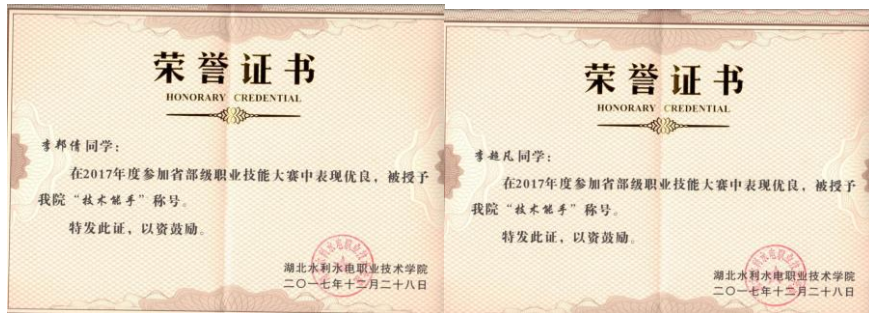 荣誉证书
HONORARY CREDENTIAL
李邦倩同学：
在2017年度参加省部级职业技能大赛中表现优良，被授予
我院“技术能手”称号。
特发此证，以资鼓励。
湖北水利水电职业技术学院
二〇一七年十二月二十八日
荣誉证书
HONORARY CREDENTIAL
李超凡同学：
在2017年度参加省部级职业技能大赛中表现优良，被授予
我院“技术能手”称号。
特发此证，以资鼓励。
湖北水利水电职业技术学院
二〇一七年十二月二十八日